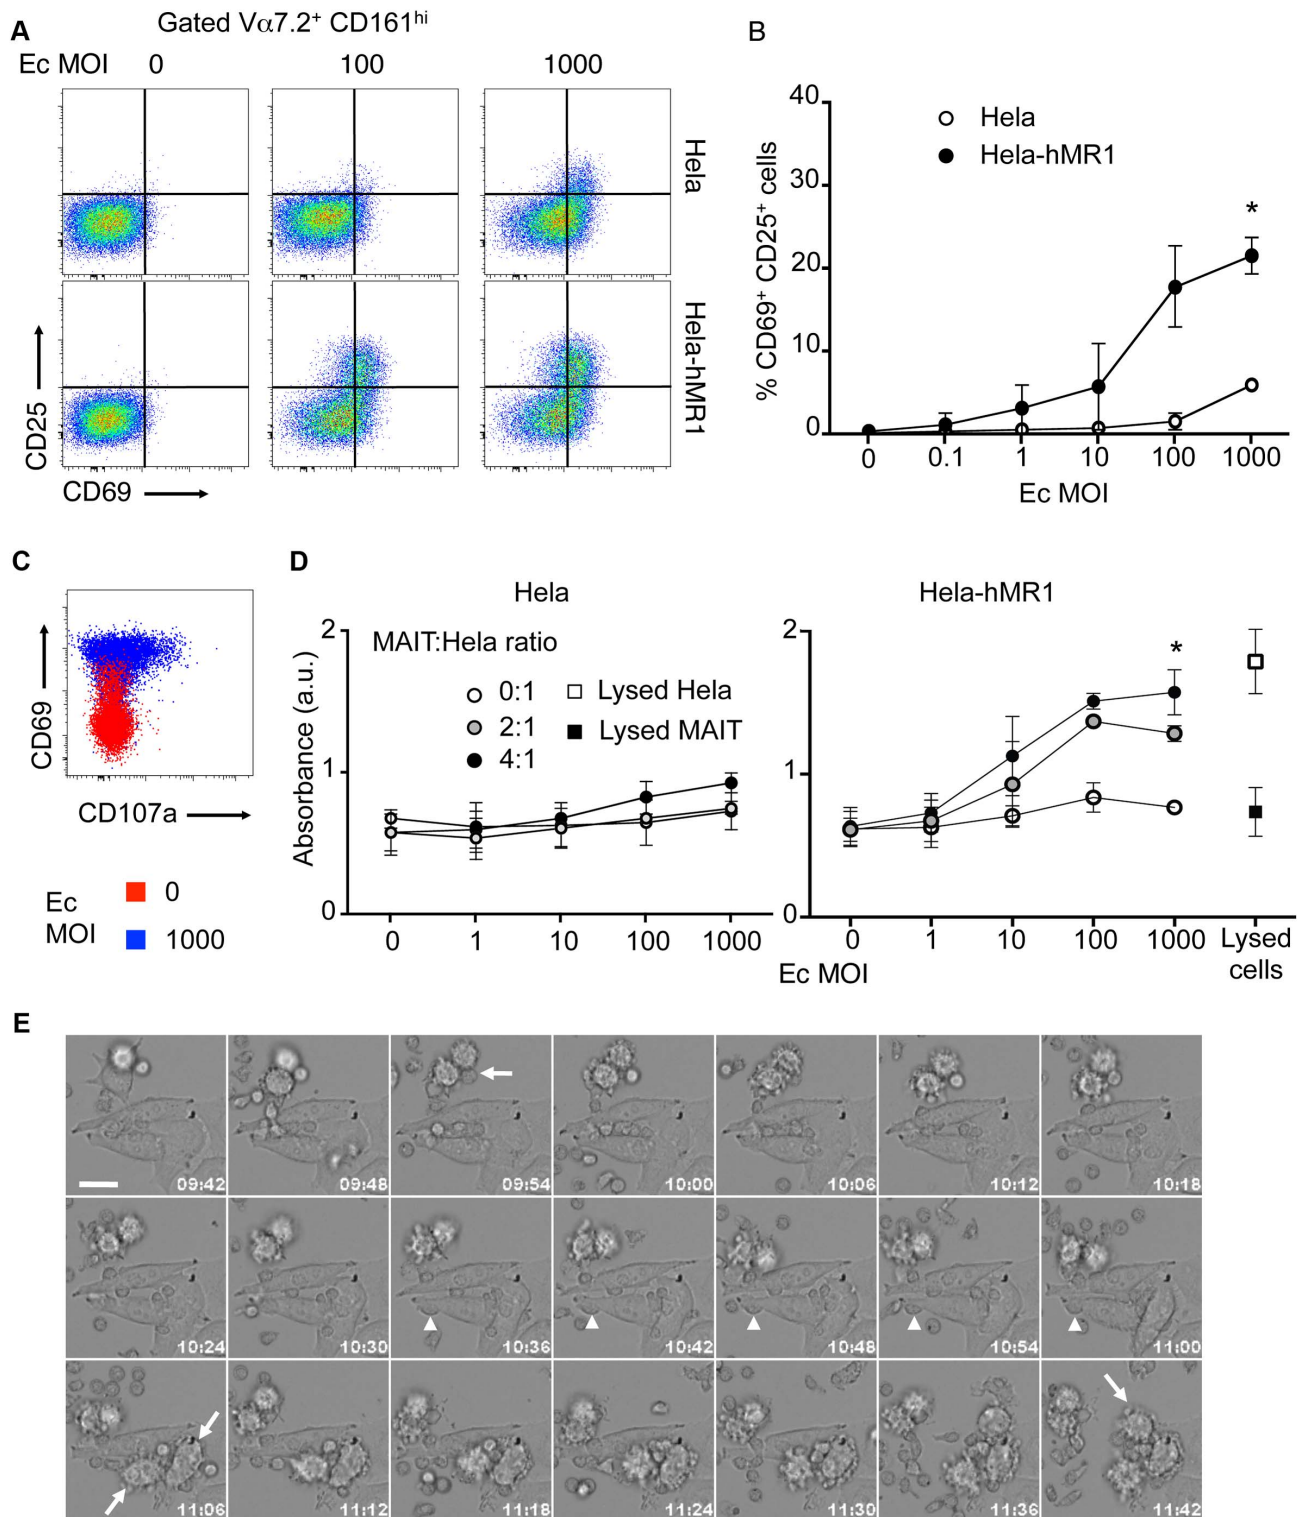 A
Gated Vα7.2⁺ CD161ʰⁱ
Ec MOI 0 100 1000
Hela
Hela-hMR1
CD25
CD69
B
Hela
Hela-hMR1
% CD69⁺ CD25⁺ cells
40
30
20
10
0
*
0 0.1 1 10 100 1000
Ec MOI
C
CD69
CD107a
Ec MOI
0
1000
D
Hela
MAIT:Hela ratio
0:1
2:1
4:1
Lysed Hela
Lysed MAIT
Absorbance (a.u.)
2
1
0
0 1 10 100 1000
Hela-hMR1
*
2
1
0
0 1 10 100 1000 Lysed
cells
Ec MOI
E
09:42 09:48 09:54 10:00 10:06 10:12 10:18
10:24 10:30 10:36 10:42 10:48 10:54 11:00
11:06 11:12 11:18 11:24 11:30 11:36 11:42